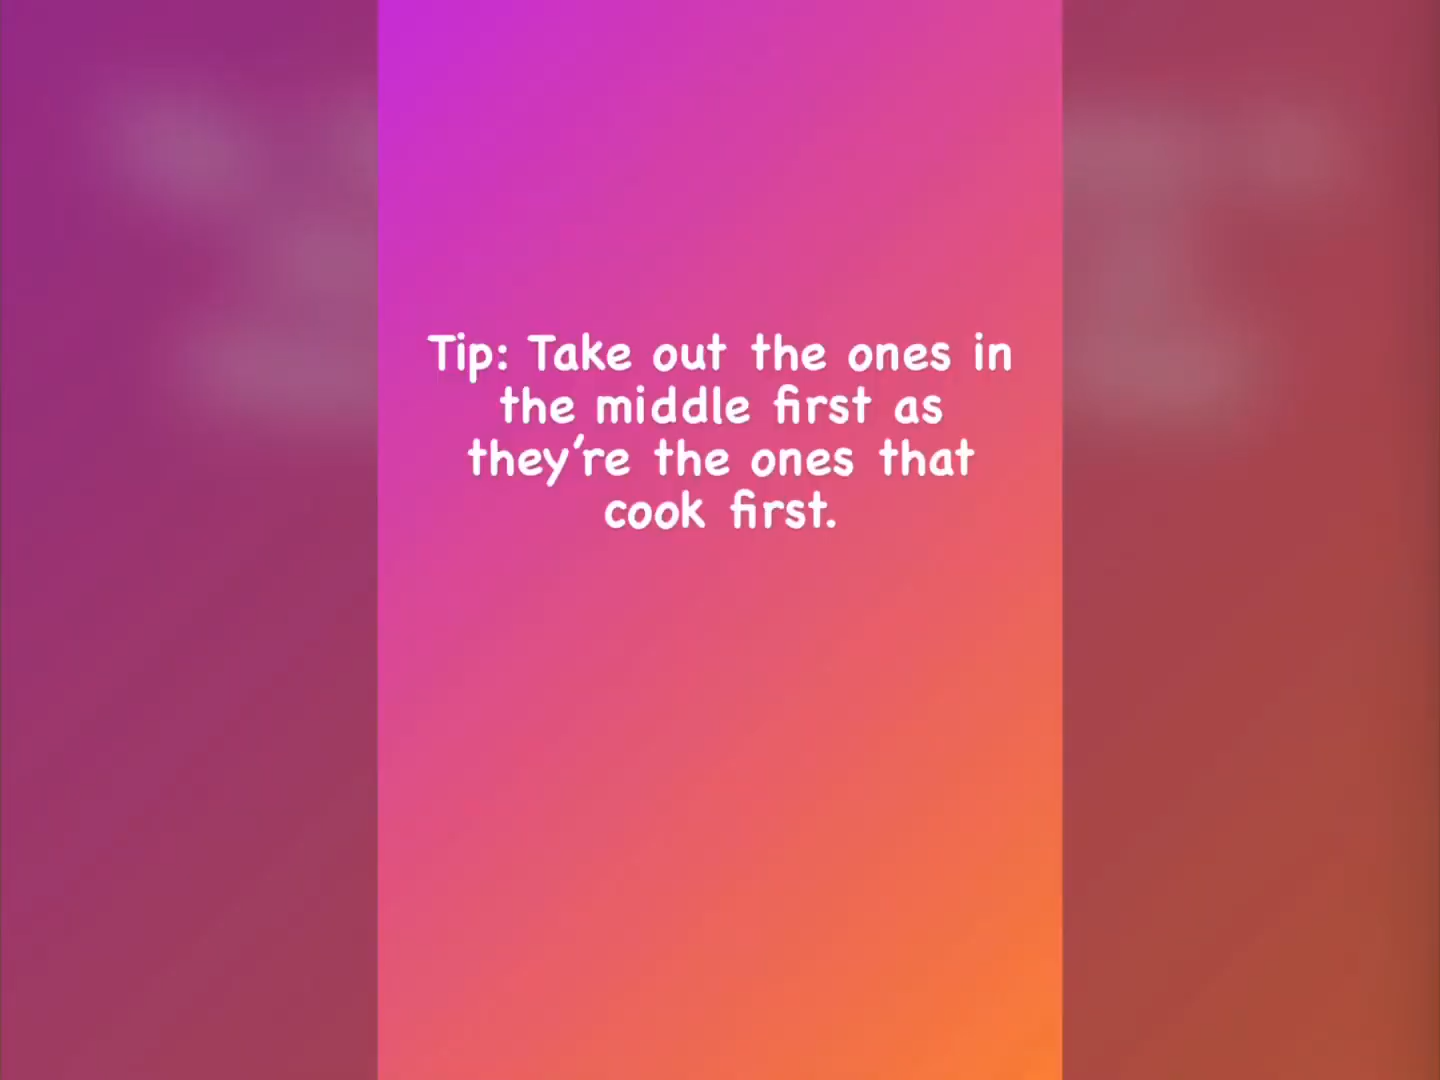 Tip: Take out the ones in
the middle first as
they're the ones that
cook first.